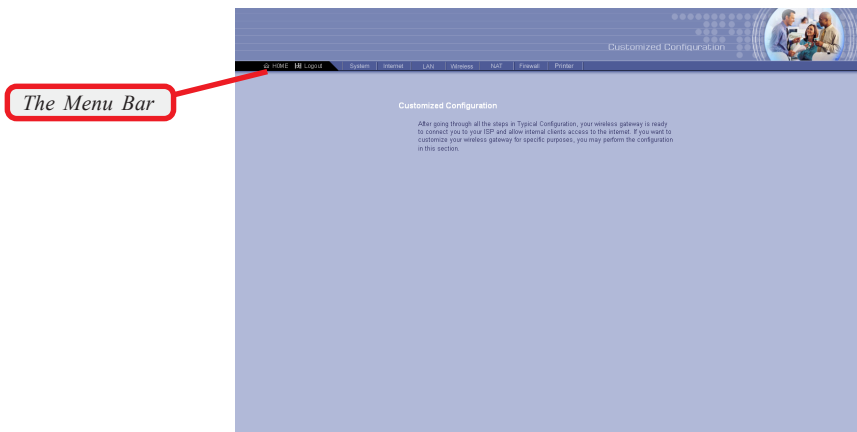 Customized Configuration
HOME Logout System Internet LAN Wireless NAT Firewall Printer
The Menu Bar
Customized Configuration
After going through all the steps in Typical Configuration, your wireless gateway is ready
to connect you to your ISP and allow internal clients access to the internet. If you want to
customize your wireless gateway for specific purposes, you may perform the configuration
in this section.